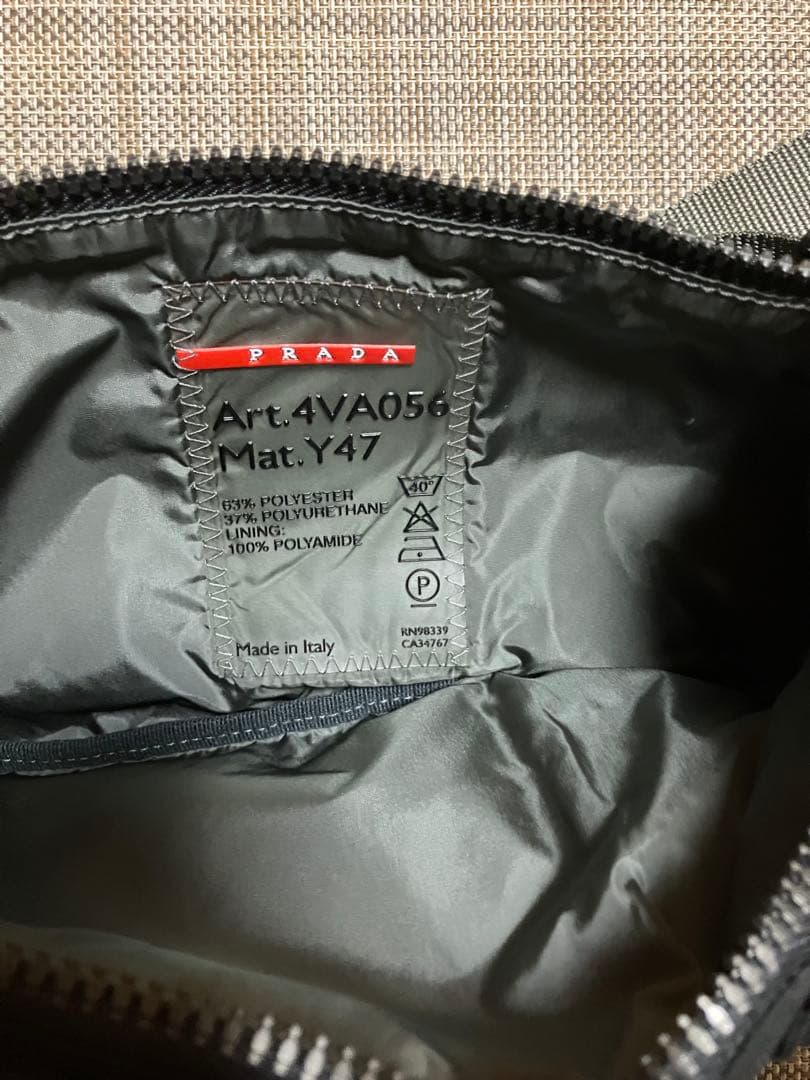 PRADA
Art.4VA056
Mat.Y47
40°
63% POLYESTER
37% POLYURETHANE
LINING:
100% POLYAMIDE
P
Made in Italy
RN98339
CA34767